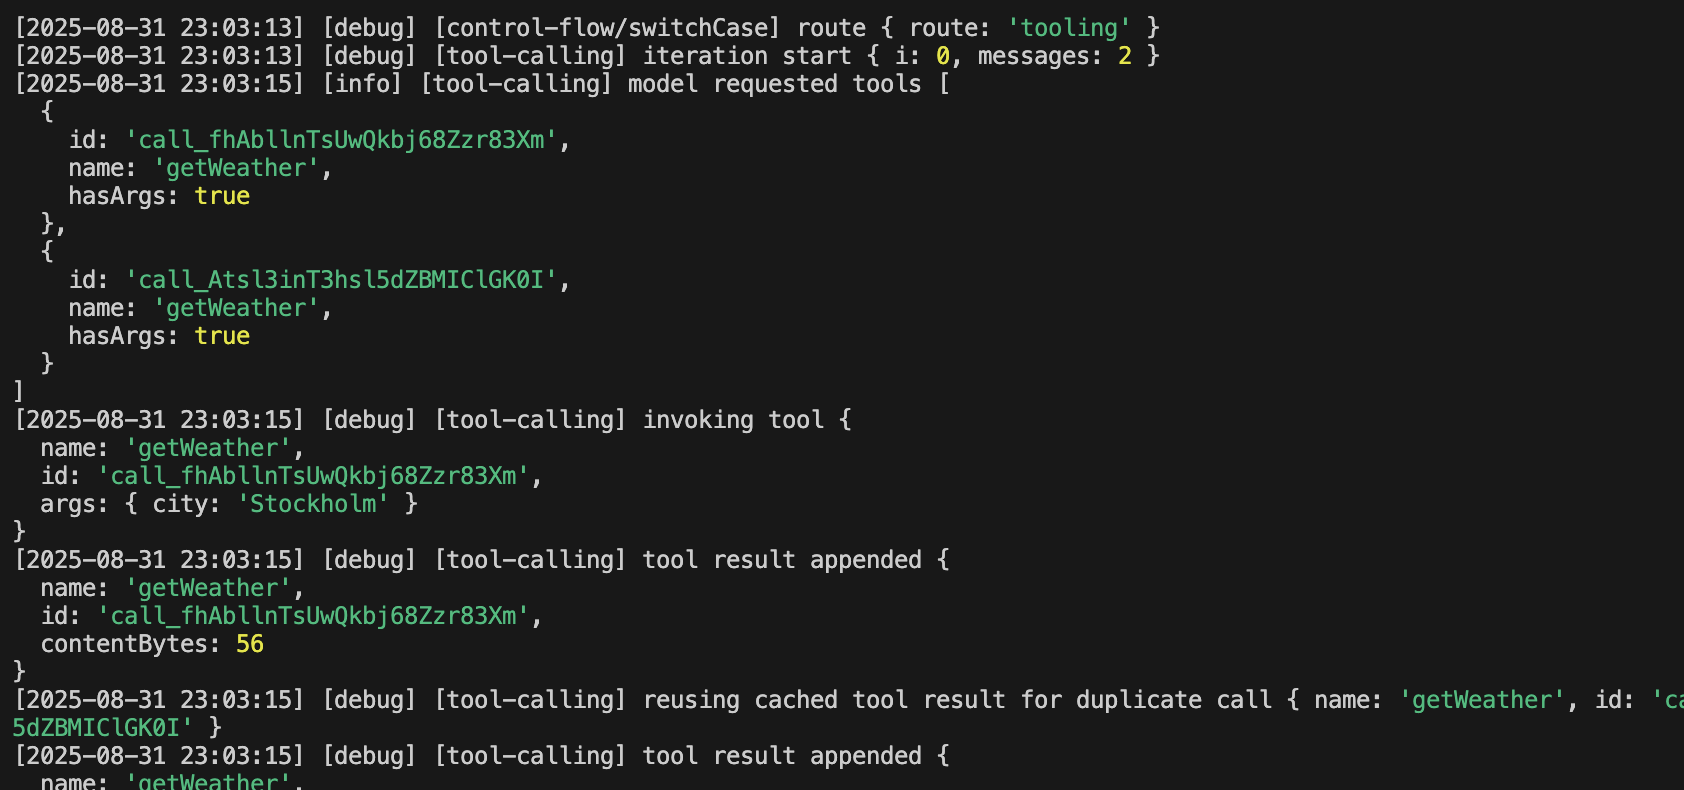 [2025-08-31 23:03:13] [debug] [control-flow/switchCase] route { route: 'tooling' }
[2025-08-31 23:03:13] [debug] [tool-calling] iteration start { i: 0, messages: 2 }
[2025-08-31 23:03:15] [info] [tool-calling] model requested tools [
  {
    id: 'call_fhAbllnTsUwQkbj68Zzr83Xm',
    name: 'getWeather',
    hasArgs: true
  },
  {
    id: 'call_Atsl3inT3hsl5dZBMIClGK0I',
    name: 'getWeather',
    hasArgs: true
  }
]
[2025-08-31 23:03:15] [debug] [tool-calling] invoking tool {
  name: 'getWeather',
  id: 'call_fhAbllnTsUwQkbj68Zzr83Xm',
  args: { city: 'Stockholm' }
}
[2025-08-31 23:03:15] [debug] [tool-calling] tool result appended {
  name: 'getWeather',
  id: 'call_fhAbllnTsUwQkbj68Zzr83Xm',
  contentBytes: 56
}
[2025-08-31 23:03:15] [debug] [tool-calling] reusing cached tool result for duplicate call { name: 'getWeather', id: 'ca
5dZBMIClGK0I' }
[2025-08-31 23:03:15] [debug] [tool-calling] tool result appended {
  name: 'getWeather',